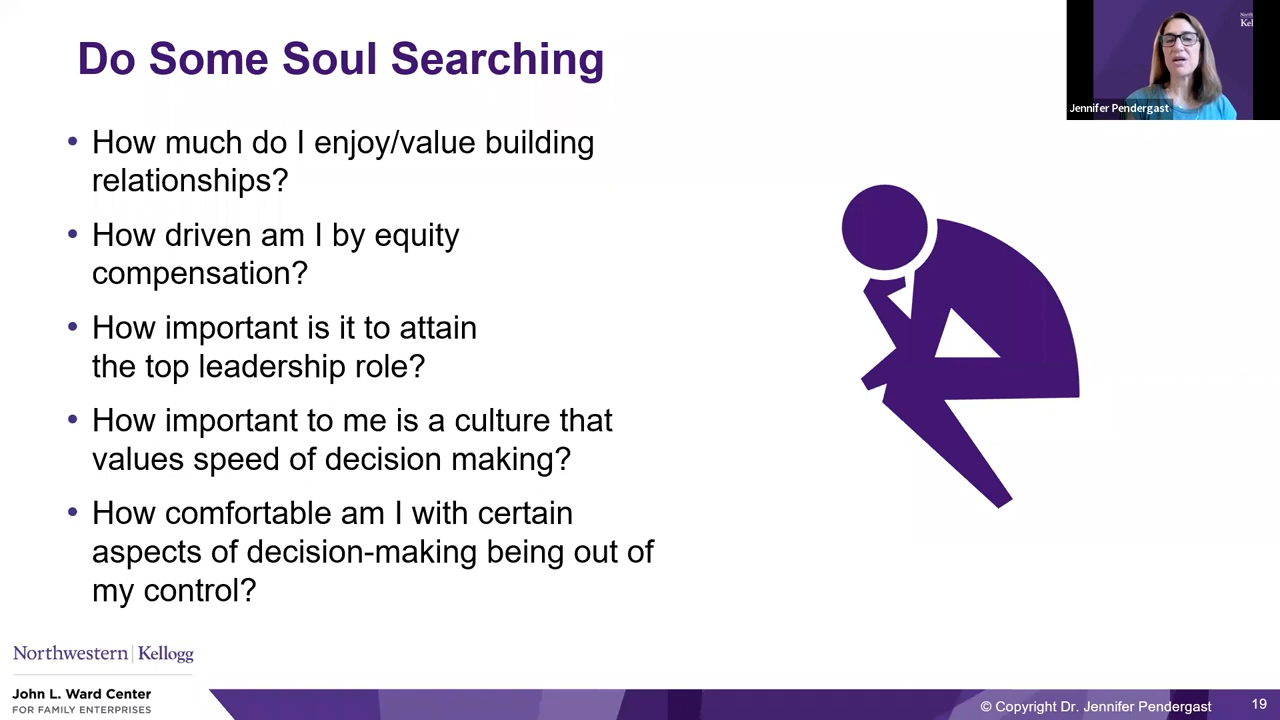 Do Some Soul Searching
• How much do I enjoy/value building
relationships?
• How driven am I by equity
compensation?
• How important is it to attain
the top leadership role?
• How important to me is a culture that
values speed of decision making?
• How comfortable am I with certain
aspects of decision-making being out of
my control?
Jennifer Pendergast
Northwestern | Kellogg
John L. Ward Center
FOR FAMILY ENTERPRISES
© Copyright Dr. Jennifer Pendergast
19